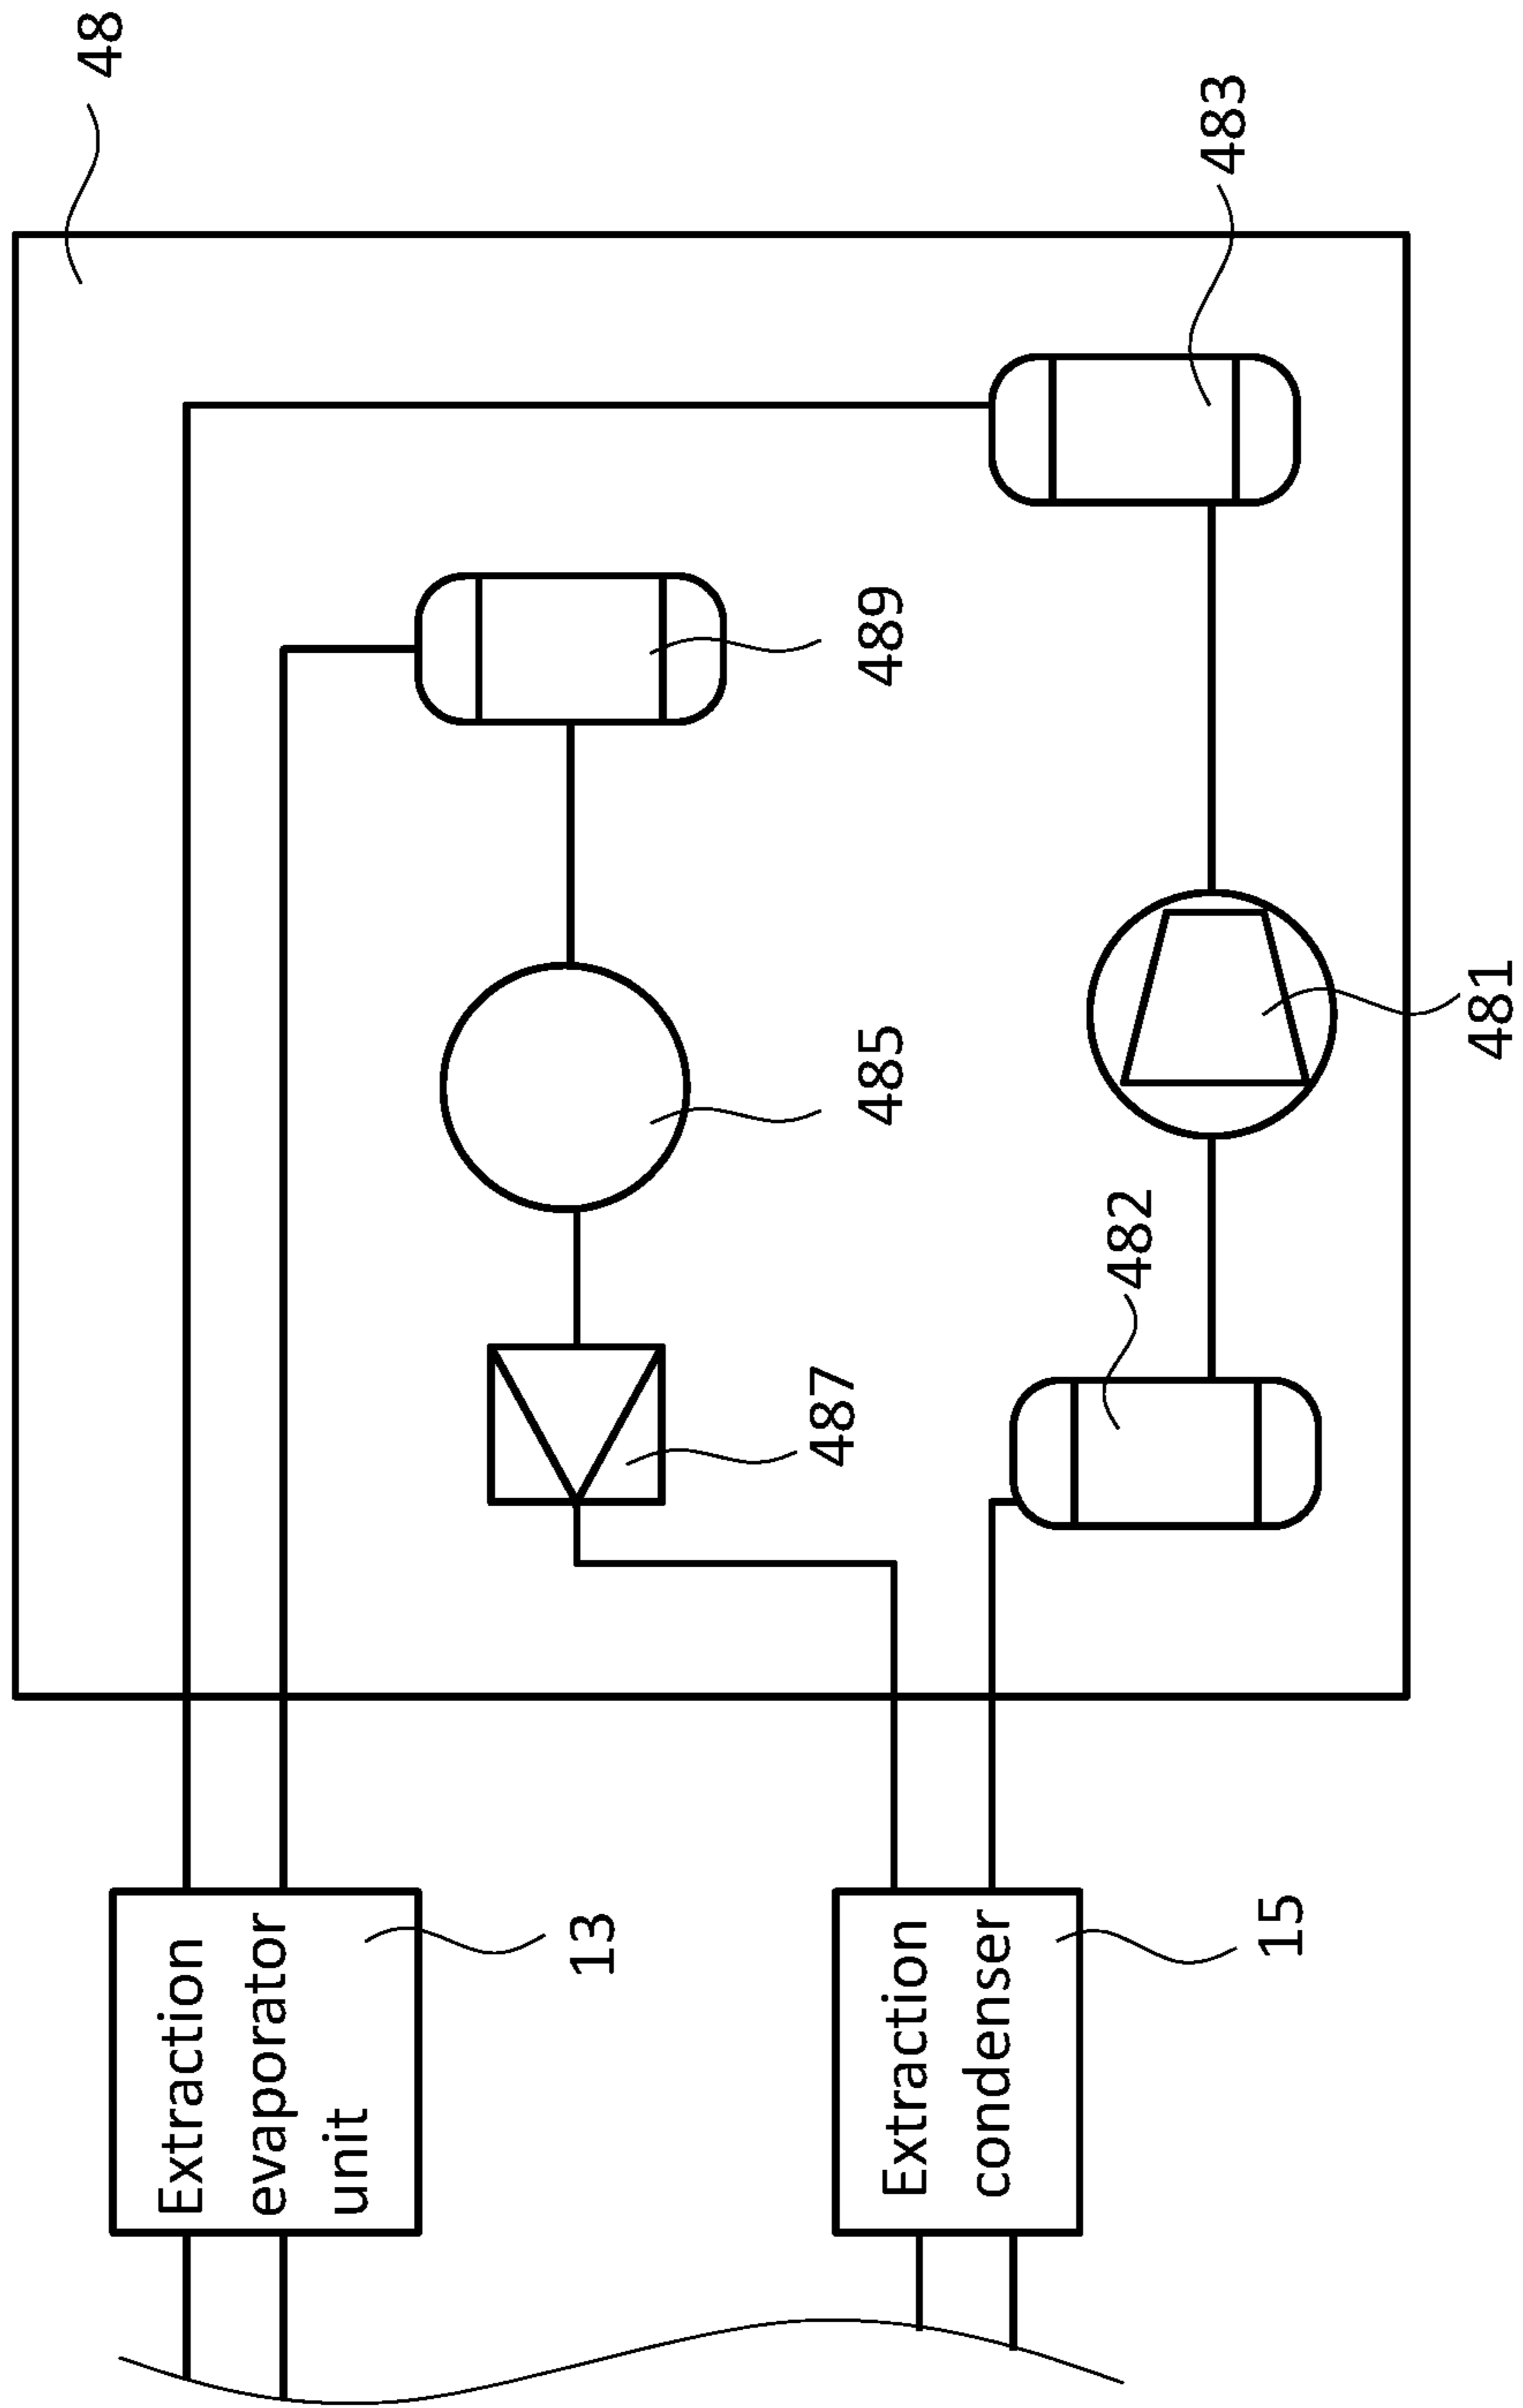 48
Extraction
evaporator
unit
13
487
485
489
Extraction
condenser
482
483
15
481